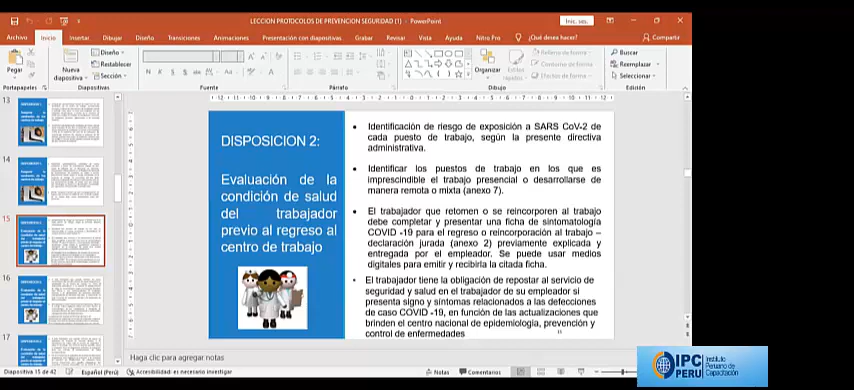 LECCION PROTOCOLOS DE PREVENCION SEGURIDAD (1) - PowerPoint
Inic. ses.
Archivo Inicio Insertar Dibujar Diseño Transiciones Animaciones Presentación con diapositivas Grabar Revisar Vista Ayuda Nitro Pro ¿Qué desea hacer? Compartir
Pegar
Nueva
diapositiva
Diseño
Restablecer
Sección
Organizar
Estilos
rápidos
Relleno de forma
Contorno de forma
Efectos de forma
Buscar
Reemplazar
Seleccionar
Portapapeles Diapositivas Fuente Párrafo Dibujo Edición
13
14
15
16
17
DISPOSICION 2:
Evaluación de la
condición de salud
del trabajador
previo al regreso al
centro de trabajo
• Identificación de riesgo de exposición a SARS CoV-2 de
cada puesto de trabajo, según la presente directiva
administrativa.
• Identificar los puestos de trabajo en los que es
imprescindible el trabajo presencial o desarrollarse de
manera remota o mixta (anexo 7).
• El trabajador que retomen o se reincorporen al trabajo
debe completar y presentar una ficha de sintomatología
COVID -19 para el regreso o reincorporación al trabajo –
declaración jurada (anexo 2) previamente explicada y
entregada por el empleador. Se puede usar medios
digitales para emitir y recibirla la citada ficha.
• El trabajador tiene la obligación de repostar al servicio de
seguridad y salud en el trabajador de su empleador si
presenta signo y síntomas relacionados a las defecciones
de caso COVID -19, en función de las actualizaciones que
brinden el centro nacional de epidemiologia, prevención y
control de enfermedades
Haga clic para agregar notas
Diapositiva 15 de 42 Español (Perú) Accesibilidad: es necesario investigar Notas Comentarios
IPC
PERU
Instituto
Peruano de
Capacitación